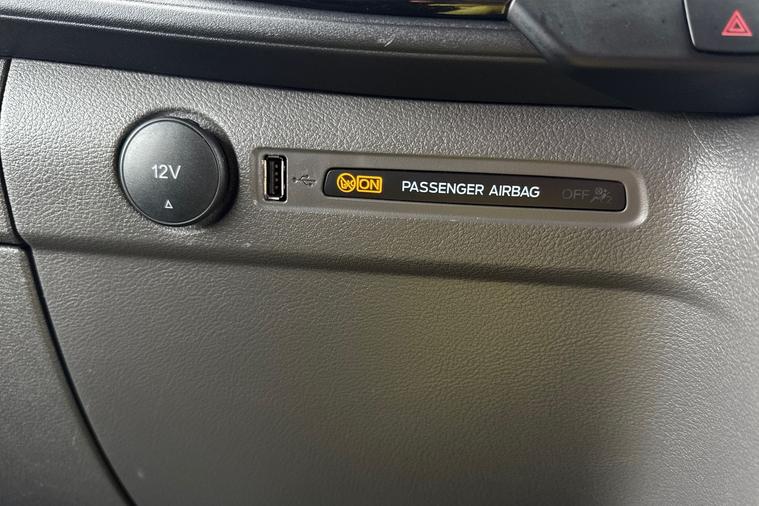 12V
ON PASSENGER AIRBAG OFF